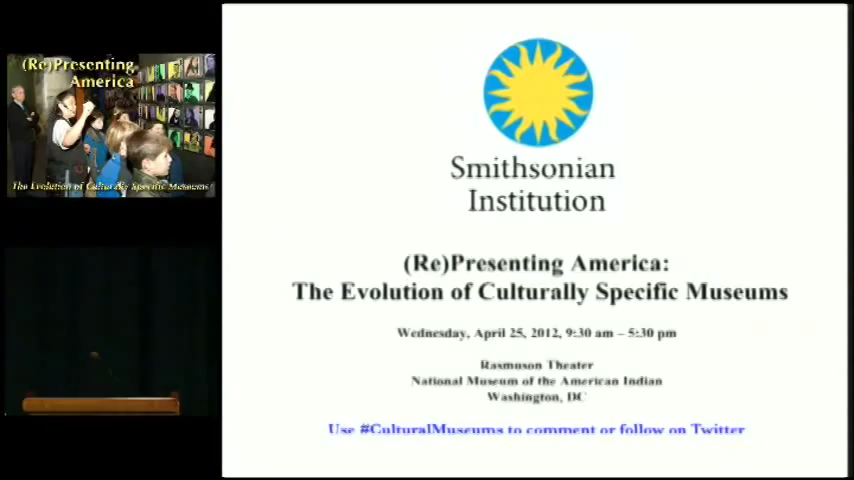 (Re)Presenting
America
The Evolution of Culturally Specific Museums
Smithsonian
Institution
(Re)Presenting America:
The Evolution of Culturally Specific Museums
Wednesday, April 25, 2012, 9:30 am – 5:30 pm
Rasmuson Theater
National Museum of the American Indian
Washington, DC
Use #CulturalMuseums to comment or follow on Twitter